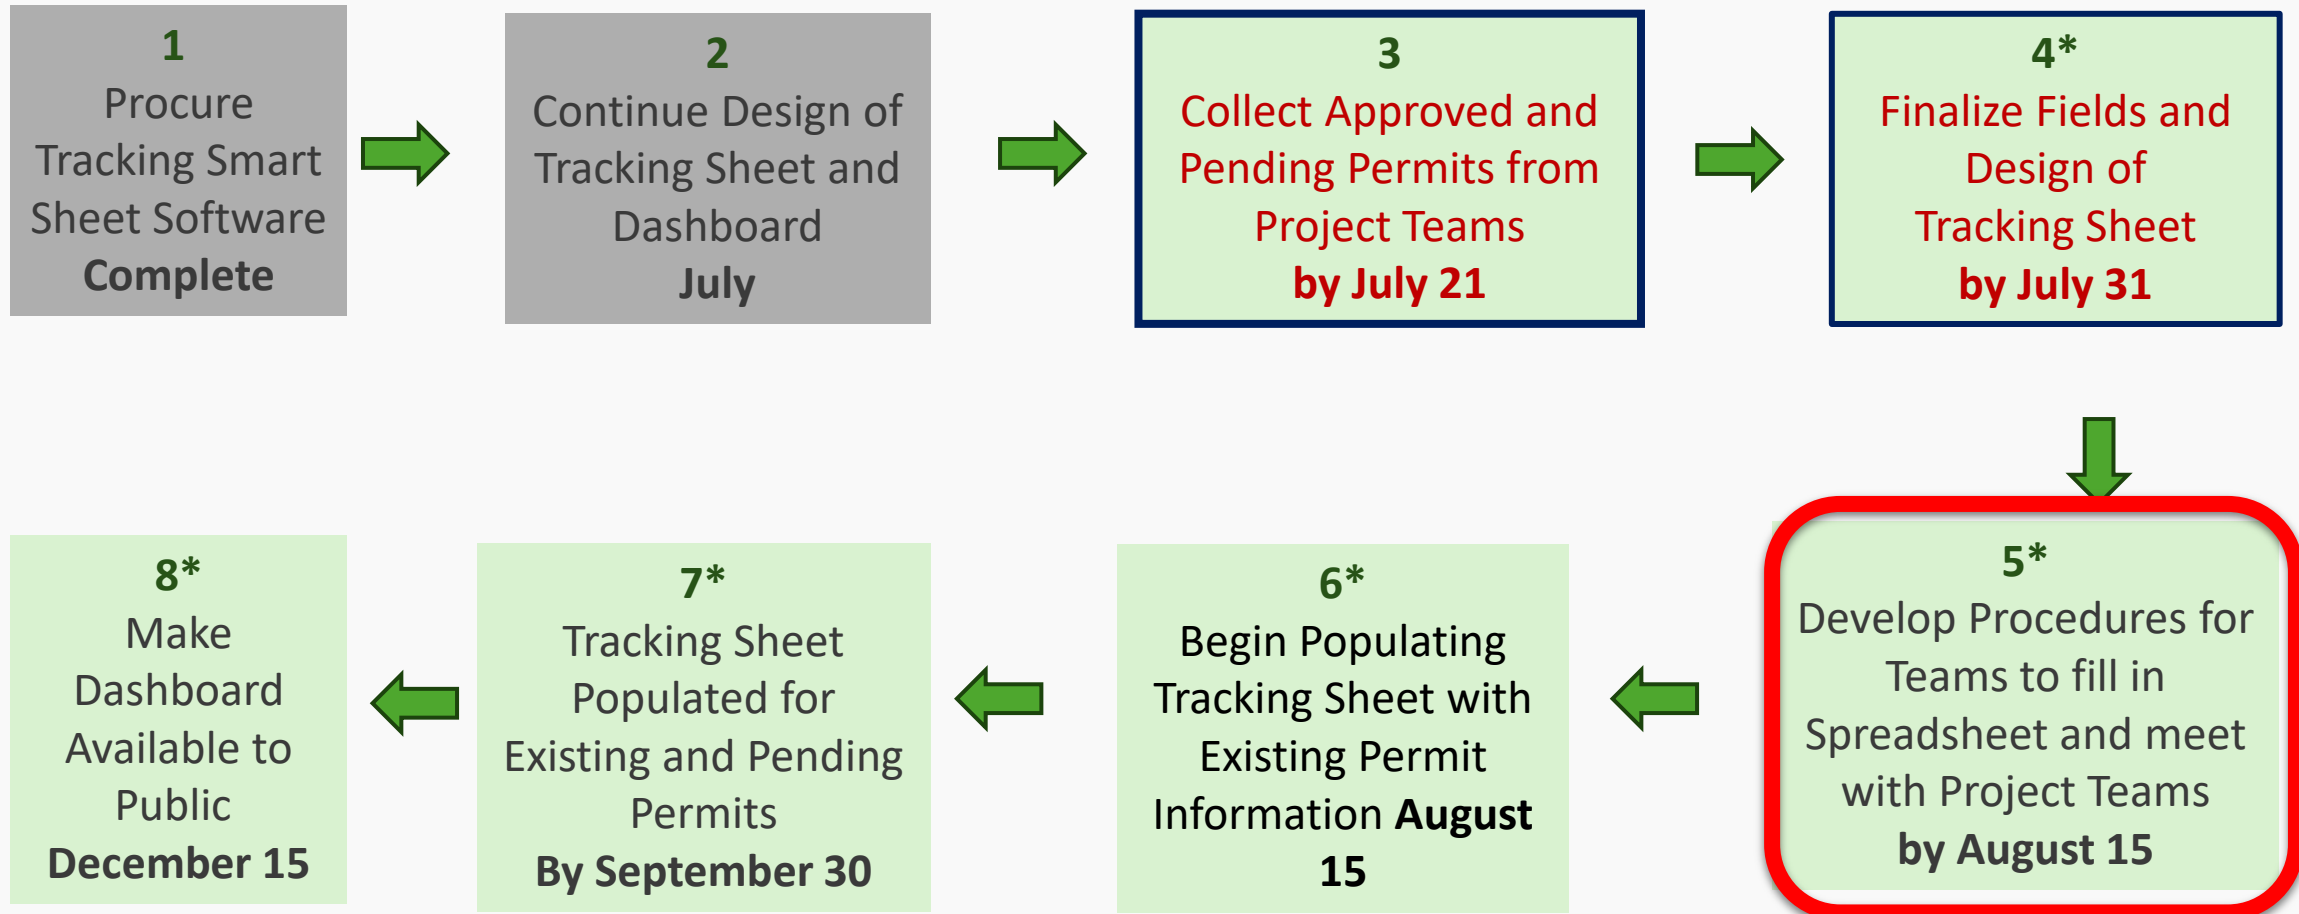 1
Procure
Tracking Smart
Sheet Software
Complete
2
Continue Design of
Tracking Sheet and
Dashboard
July
3
Collect Approved and
Pending Permits from
Project Teams
by July 21
4*
Finalize Fields and
Design of
Tracking Sheet
by July 31
5*
Develop Procedures for
Teams to fill in
Spreadsheet and meet
with Project Teams
by August 15
6*
Begin Populating
Tracking Sheet with
Existing Permit
Information August
15
7*
Tracking Sheet
Populated for
Existing and Pending
Permits
By September 30
8*
Make
Dashboard
Available to
Public
December 15